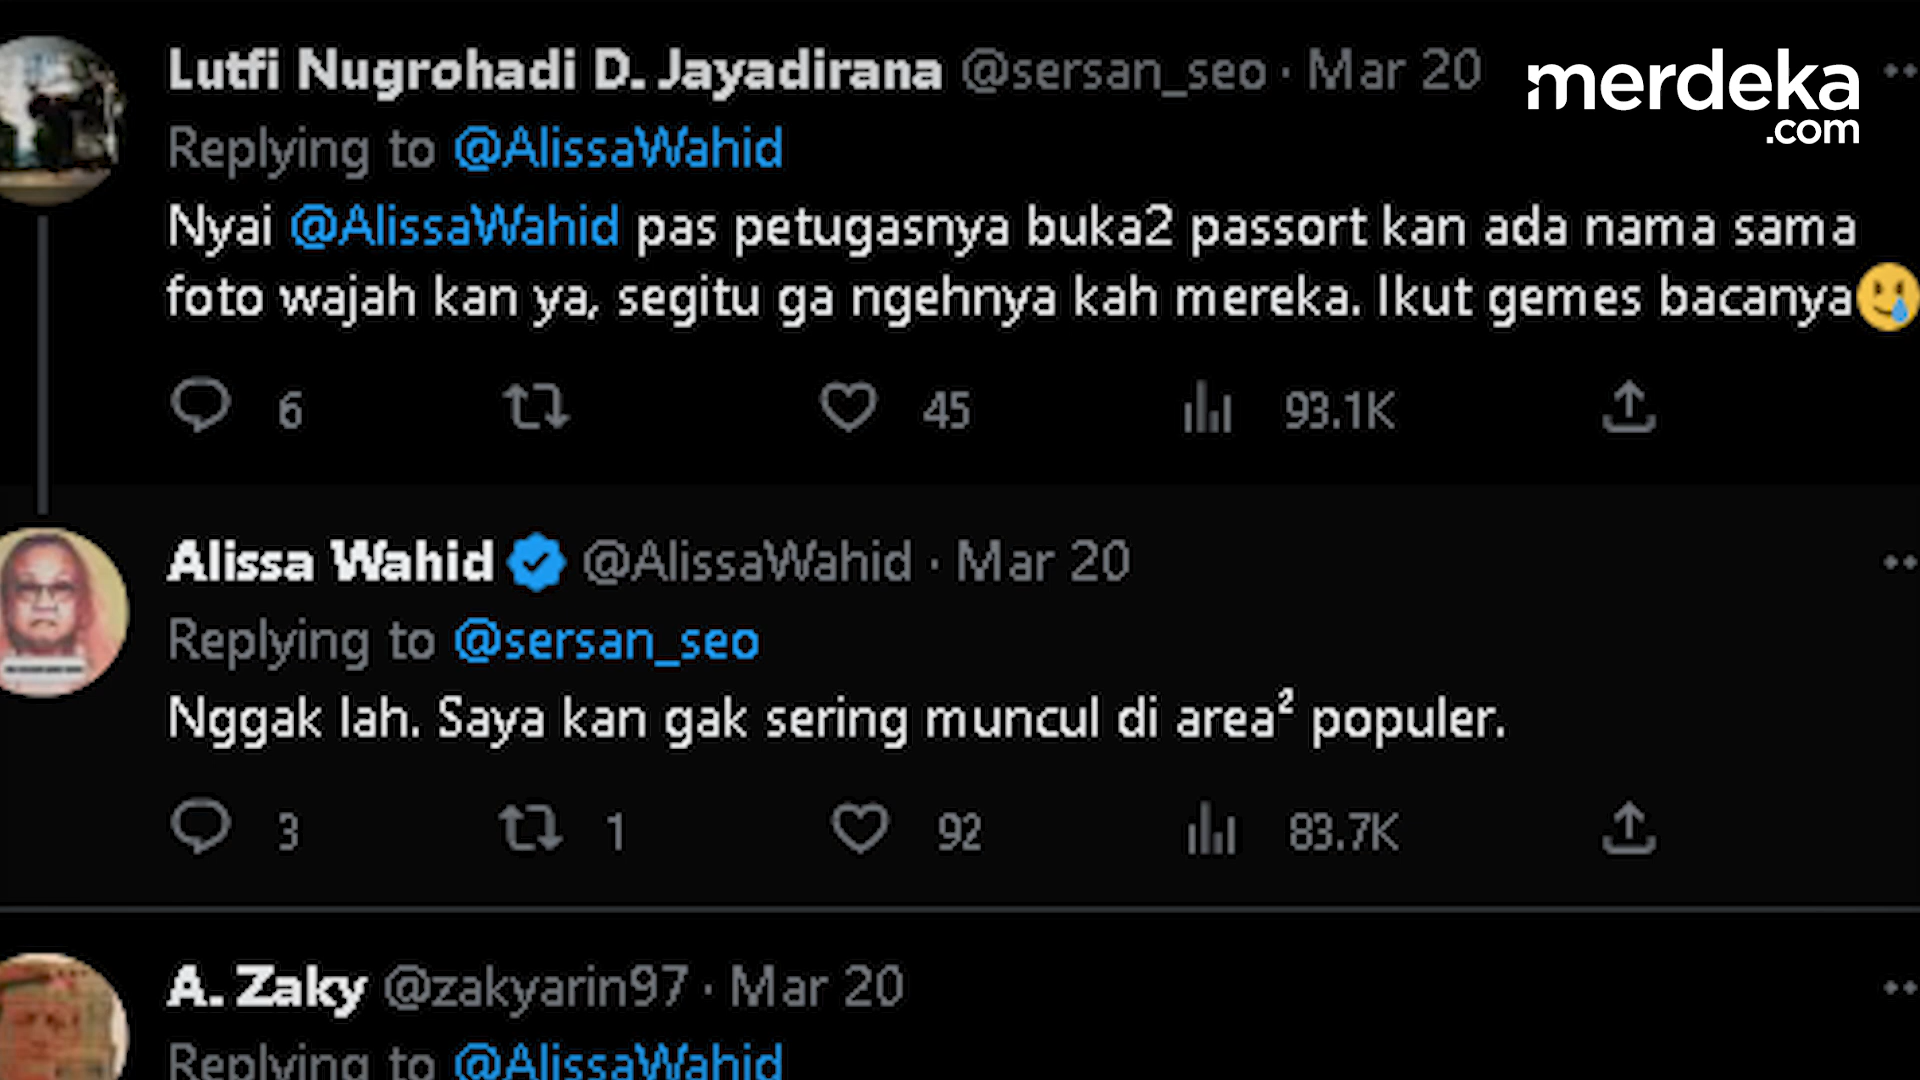 Lutfi Nugrohadi D. Jayadirana @sersan_seo · Mar 20
merdeka
.com
Replying to @AlissaWahid
Nyai @AlissaWahid pas petugasnya buka2 passort kan ada nama sama
foto wajah kan ya, segitu ga ngehnya kah mereka. Ikut gemes bacanya🥲
6 45 93.1K
Alissa Wahid @AlissaWahid · Mar 20
Replying to @sersan_seo
Nggak lah. Saya kan gak sering muncul di area² populer.
3 1 92 83.7K
A. Zaky @zakyarin97 · Mar 20
Replying to @AlissaWahid